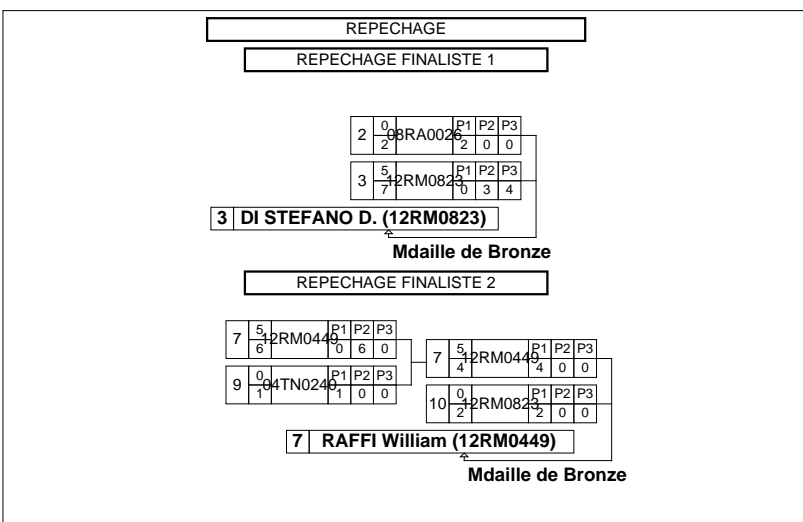 REPECHAGE
REPECHAGE FINALISTE 1
2 0 2 08RA0026 P1 P2 P3 2 0 0
3 5 7 12RM0823 P1 P2 P3 0 3 4
3 DI STEFANO D. (12RM0823)
Mdaille de Bronze
REPECHAGE FINALISTE 2
7 5 6 12RM0449 P1 P2 P3 0 6 0
9 0 1 04TN0240 P1 P2 P3 1 0 0
7 5 4 12RM0449 P1 P2 P3 4 0 0
10 0 2 12RM0823 P1 P2 P3 2 0 0
7 RAFFI William (12RM0449)
Mdaille de Bronze